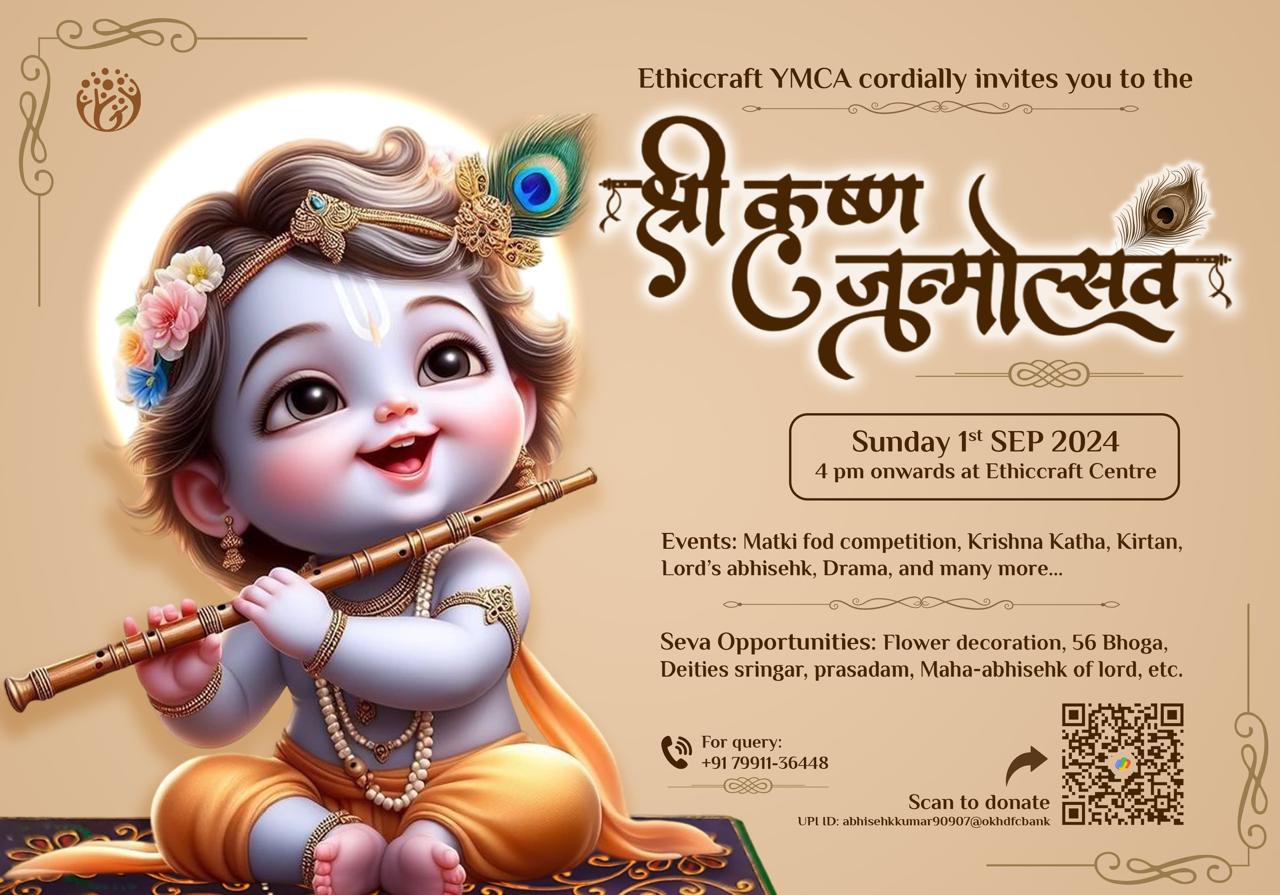 Ethiccraft YMCA cordially invites you to the
श्री कृष्ण
जन्मोत्सव
Sunday 1st SEP 2024
4 pm onwards at Ethiccraft Centre
Events: Matki fod competition, Krishna Katha, Kirtan,
Lord's abhisehk, Drama, and many more...
Seva Opportunities: Flower decoration, 56 Bhoga,
Deities sringar, prasadam, Maha-abhisehk of lord, etc.
For query:
+91 79911-36448
Scan to donate
UPI ID: abhisehkkumar90907@okhdfcbank